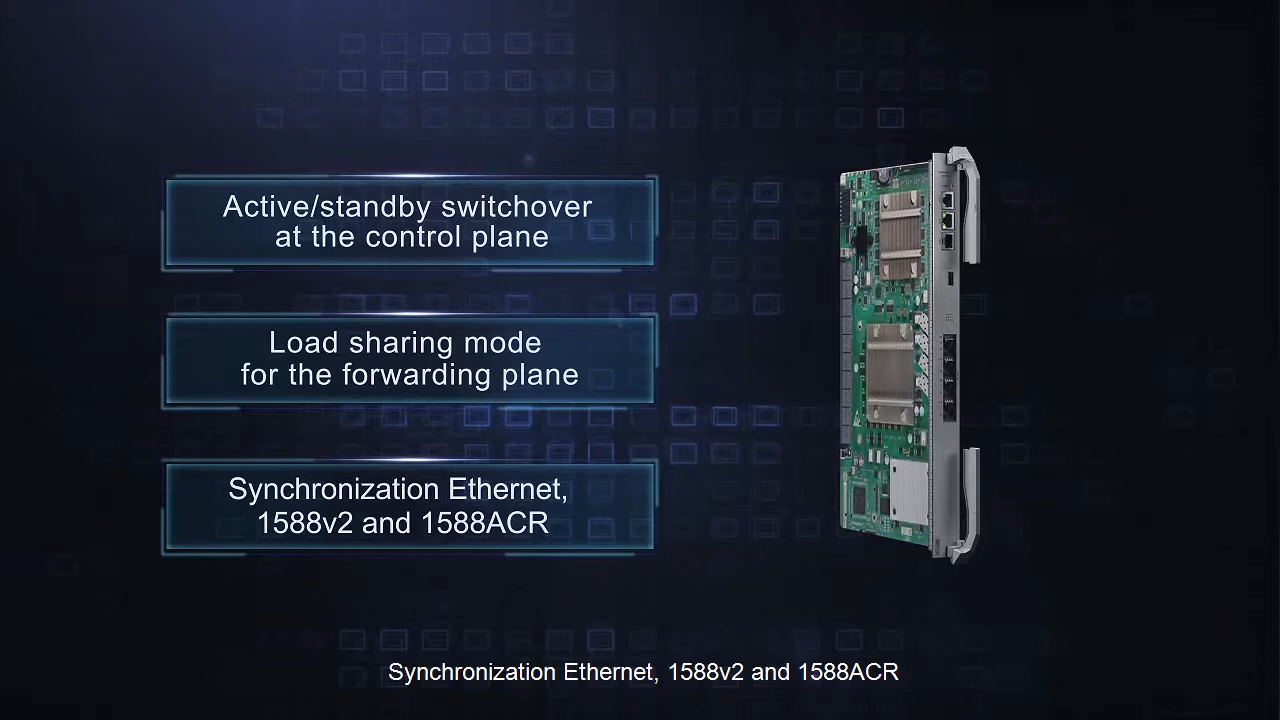 Active/standby switchover
at the control plane
Load sharing mode
for the forwarding plane
Synchronization Ethernet,
1588v2 and 1588ACR
Synchronization Ethernet, 1588v2 and 1588ACR